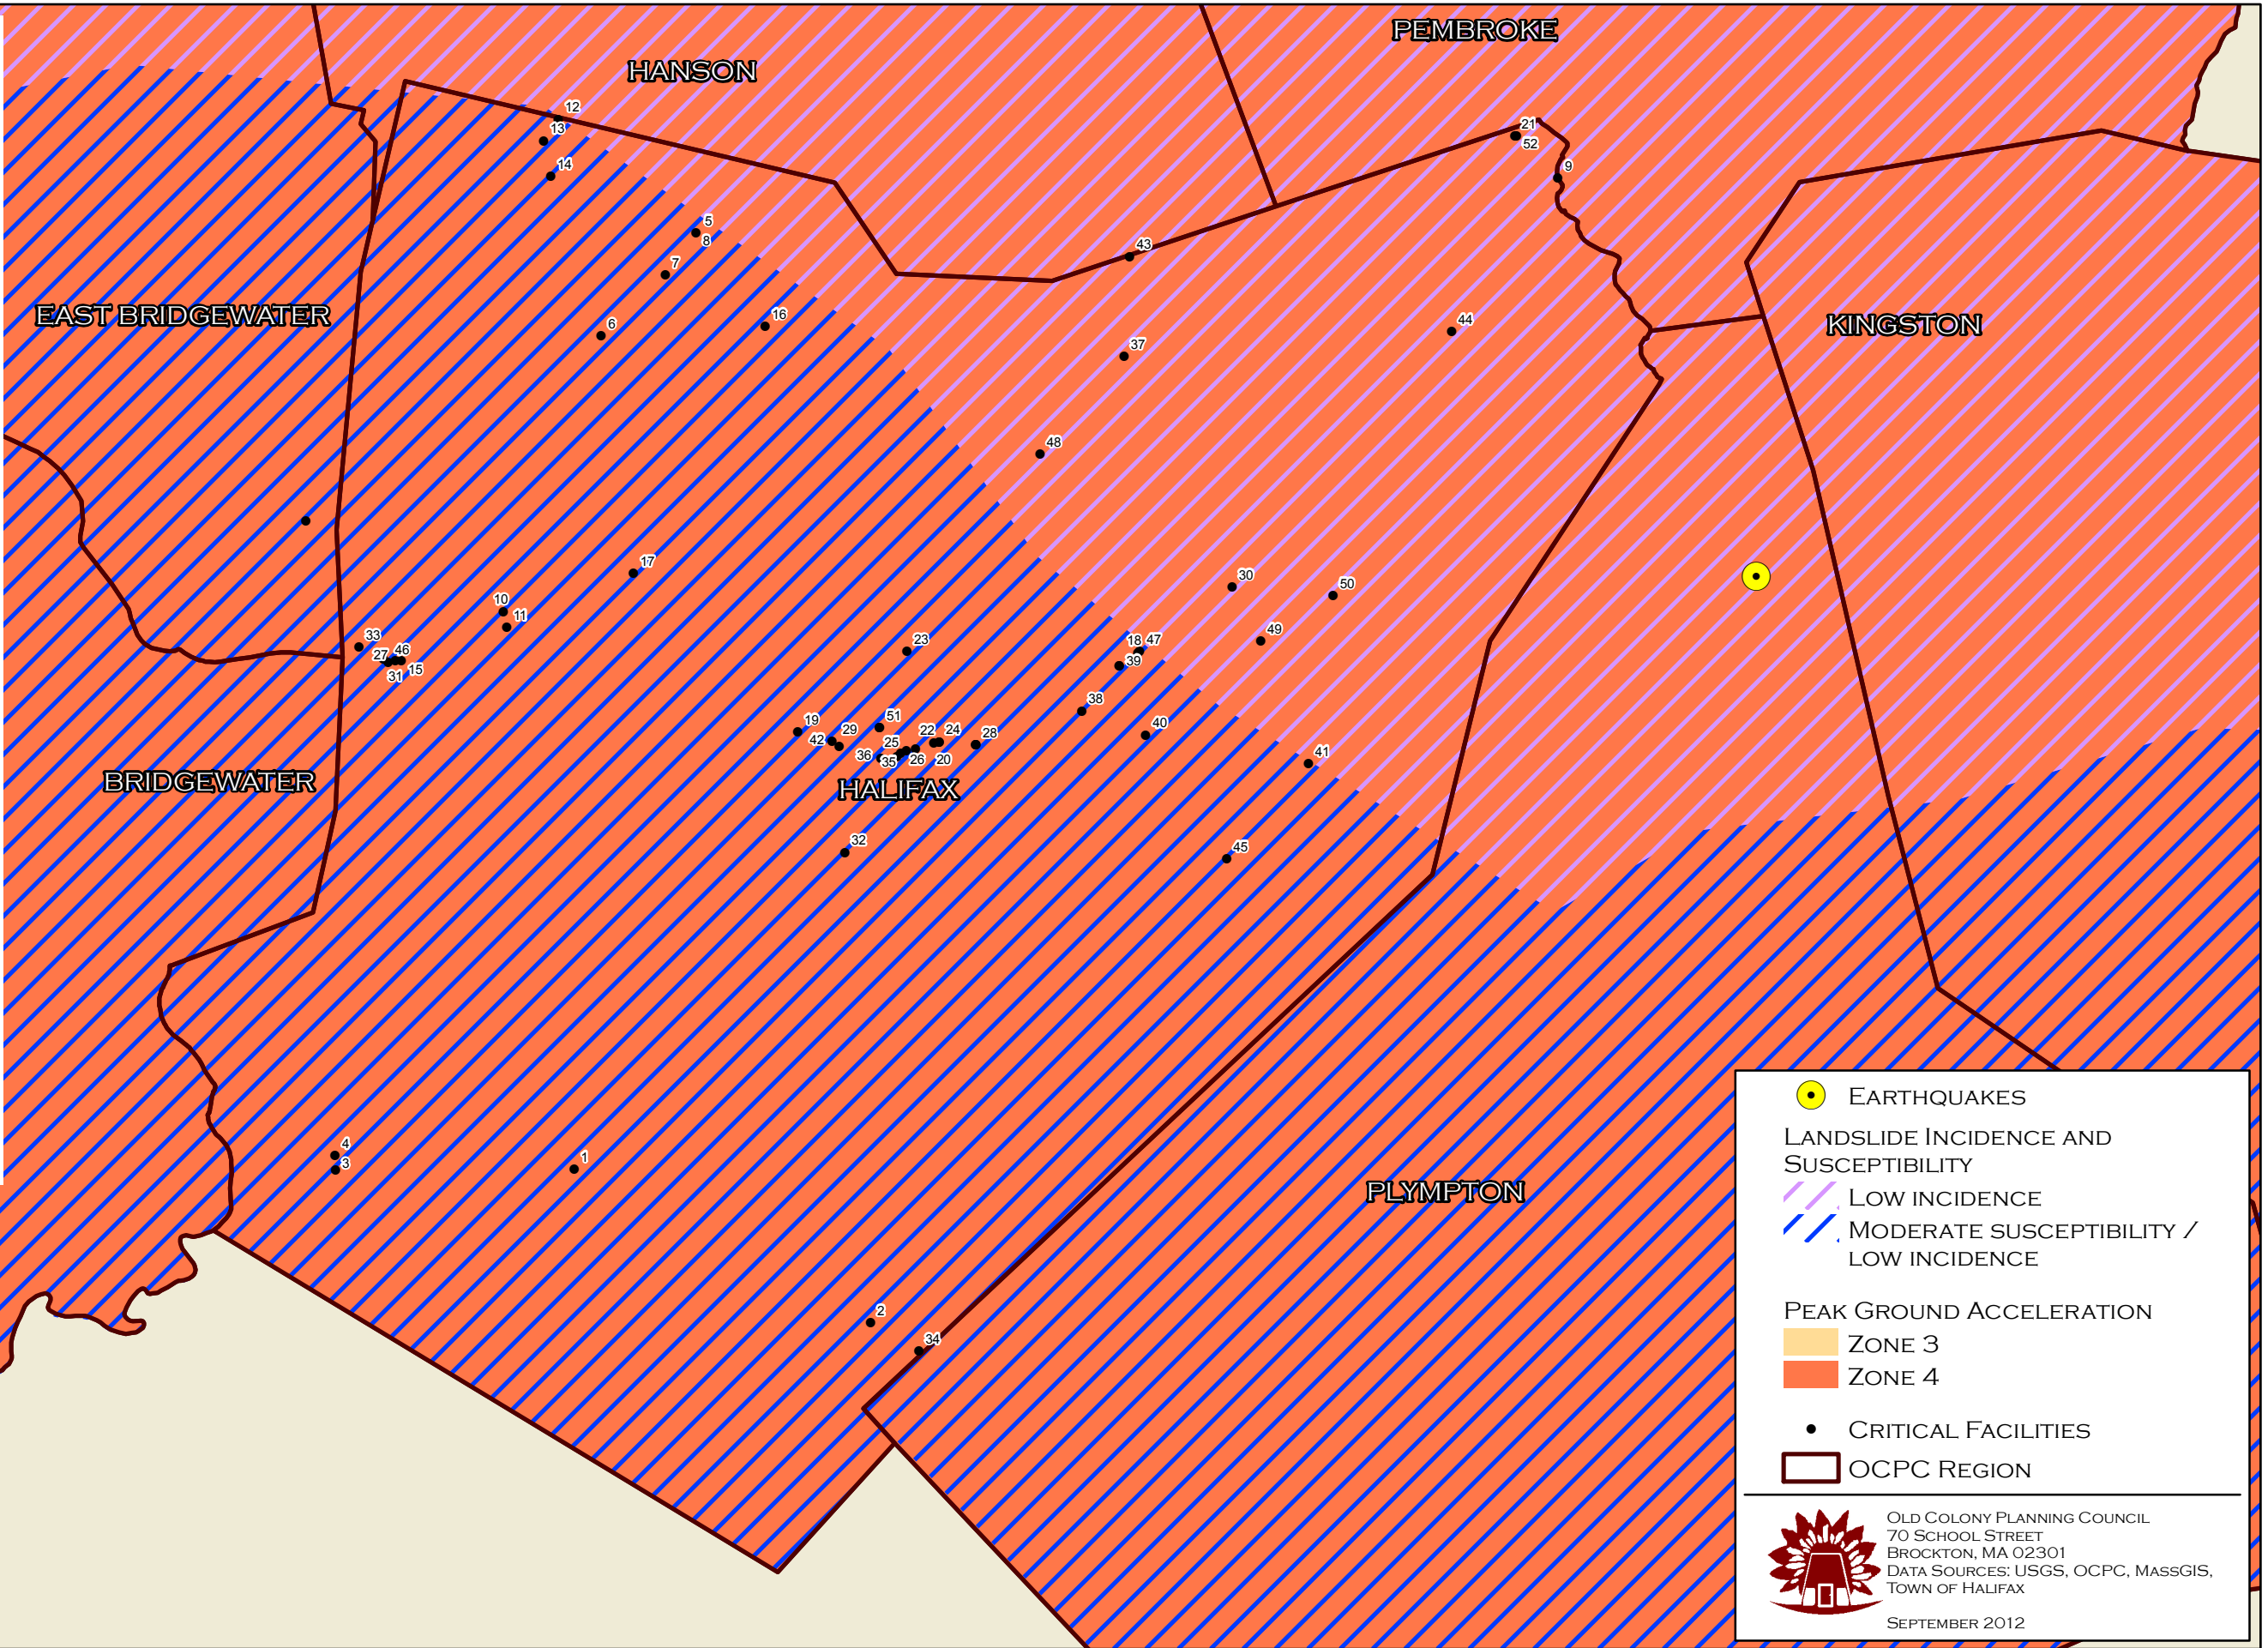 PEMBROKE
HANSON
12
13
21
52
14
9
5
8
43
7
EAST BRIDGEWATER
16
6
44
KINGSTON
37
48
17
30
50
10
11
33
23
18 47
49
27 46
39
31 15
38
19
51
40
42 29
22 24
28
25
36
35 26 20
41
BRIDGEWATER
HALIFAX
32
45
4
3
1
PLYMPTON
2
34
EARTHQUAKES
LANDSLIDE INCIDENCE AND
SUSCEPTIBILITY
LOW INCIDENCE
MODERATE SUSCEPTIBILITY /
LOW INCIDENCE
PEAK GROUND ACCELERATION
ZONE 3
ZONE 4
CRITICAL FACILITIES
OCPC REGION
OLD COLONY PLANNING COUNCIL
70 SCHOOL STREET
BROCKTON, MA 02301
DATA SOURCES: USGS, OCPC, MASSGIS,
TOWN OF HALIFAX
SEPTEMBER 2012